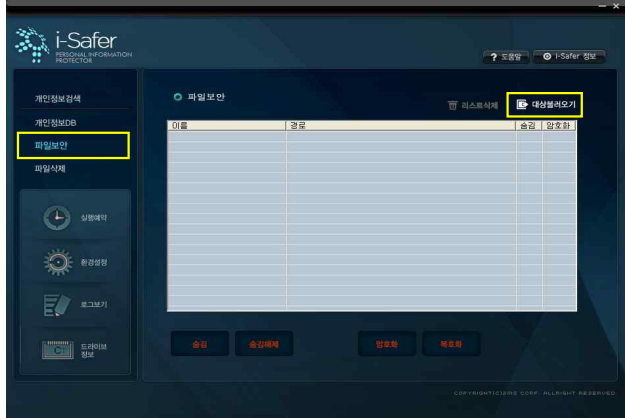 i-Safer
PERSONAL INFORMATION
PROTECTOR
? 도움말
i-Safer 정보
개인정보검색
개인정보DB
파일보안
파일삭제
실행예약
환경설정
로그보기
드라이브
정보
파일보안
리스트삭제
대상불러오기
이름 경로 숨김 암호화
숨김 숨김해제 암호화 복호화